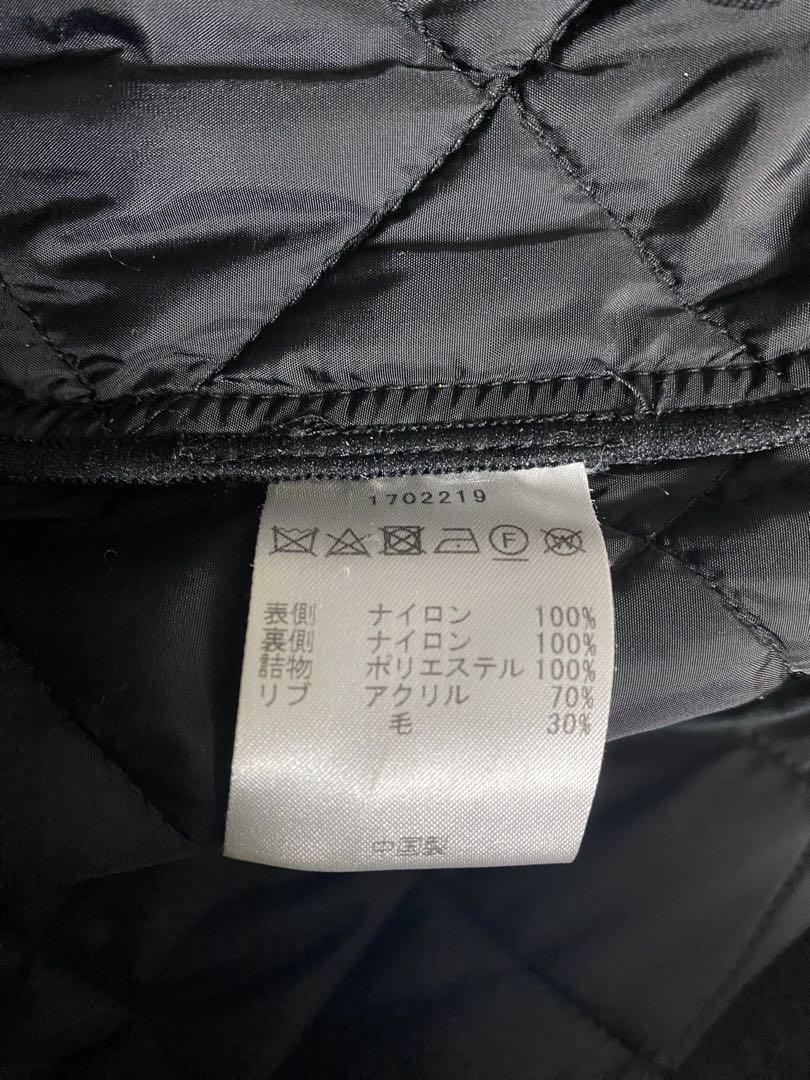 1702219
F W
表側 ナイロン 100%
裏側 ナイロン 100%
詰物 ポリエステル 100%
リブ アクリル 70%
毛 30%
中国製